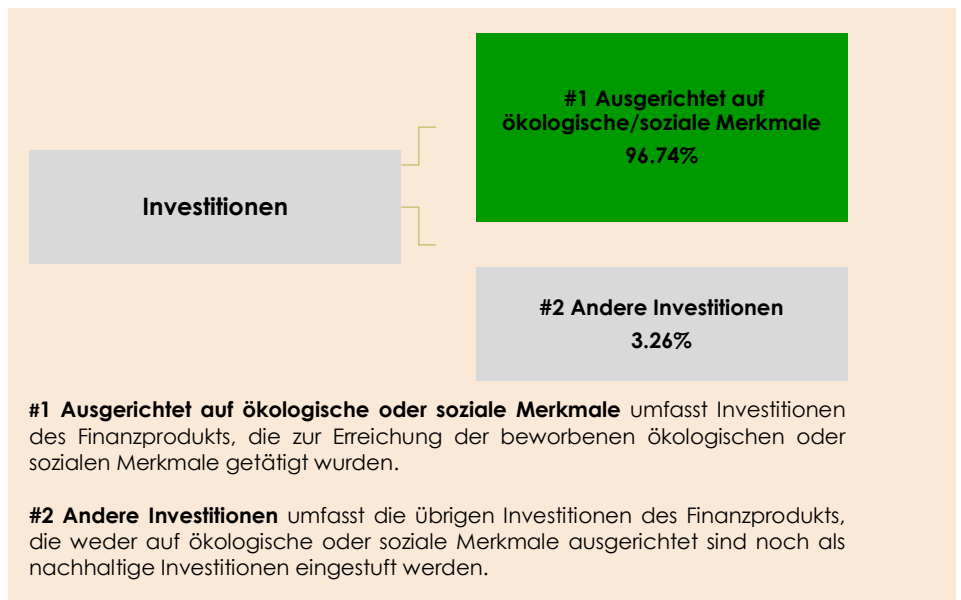 #1 Ausgerichtet auf
ökologische/soziale Merkmale
96.74%
Investitionen
#2 Andere Investitionen
3.26%
#1 Ausgerichtet auf ökologische oder soziale Merkmale umfasst Investitionen
des Finanzprodukts, die zur Erreichung der beworbenen ökologischen oder
sozialen Merkmale getätigt wurden.
#2 Andere Investitionen umfasst die übrigen Investitionen des Finanzprodukts,
die weder auf ökologische oder soziale Merkmale ausgerichtet sind noch als
nachhaltige Investitionen eingestuft werden.